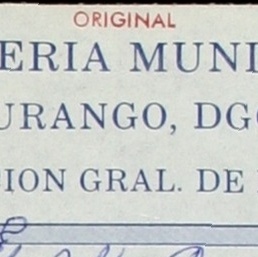 ORIGINAL
ERIA MUNI
URANGO, DG
ION GRAL. DE